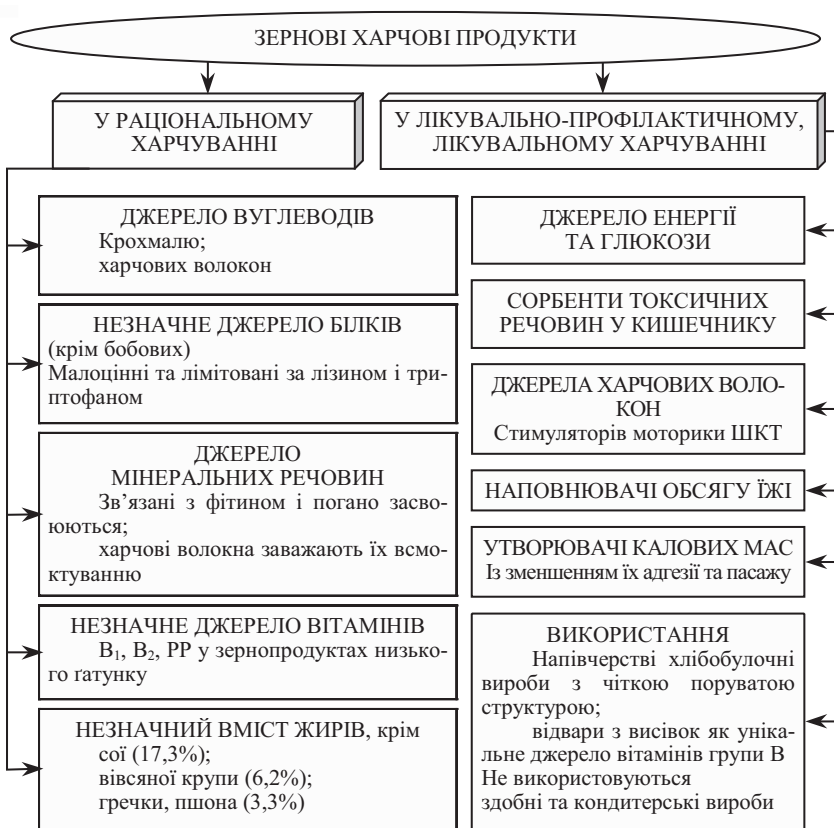 ЗЕРНОВІ ХАРЧОВІ ПРОДУКТИ
У РАЦІОНАЛЬНОМУ
ХАРЧУВАННІ
У ЛІКУВАЛЬНО-ПРОФІЛАКТИЧНОМУ,
ЛІКУВАЛЬНОМУ ХАРЧУВАННІ
ДЖЕРЕЛО ВУГЛЕВОДІВ
Крохмалю;
харчових волокон
НЕЗНАЧНЕ ДЖЕРЕЛО БІЛКІВ
(крім бобових)
Малоцінні та лімітовані за лізином і три-
птофаном
ДЖЕРЕЛО
МІНЕРАЛЬНИХ РЕЧОВИН
Зв’язані з фітином і погано засво-
юються;
харчові волокна заважають їх всмо-
ктуванню
НЕЗНАЧНЕ ДЖЕРЕЛО ВІТАМІНІВ
В₁, В₂, РР у зернопродуктах низько-
го ґатунку
НЕЗНАЧНИЙ ВМІСТ ЖИРІВ, крім
сої (17,3%);
вівсяної крупи (6,2%);
гречки, пшона (3,3%)
ДЖЕРЕЛО ЕНЕРГІЇ
ТА ГЛЮКОЗИ
СОРБЕНТИ ТОКСИЧНИХ
РЕЧОВИН У КИШЕЧНИКУ
ДЖЕРЕЛА ХАРЧОВИХ ВОЛО-
КОН
Стимуляторів моторики ШКТ
НАПОВНЮВАЧІ ОБСЯГУ ЇЖІ
УТВОРЮВАЧІ КАЛОВИХ МАС
Із зменшенням їх адгезії та пасажу
ВИКОРИСТАННЯ
Напівчерстві хлібобулочні
вироби з чіткою поруватою
структурою;
відвари з висівок як уніка-
льне джерело вітамінів групи В
Не використовуються
здобні та кондитерські вироби